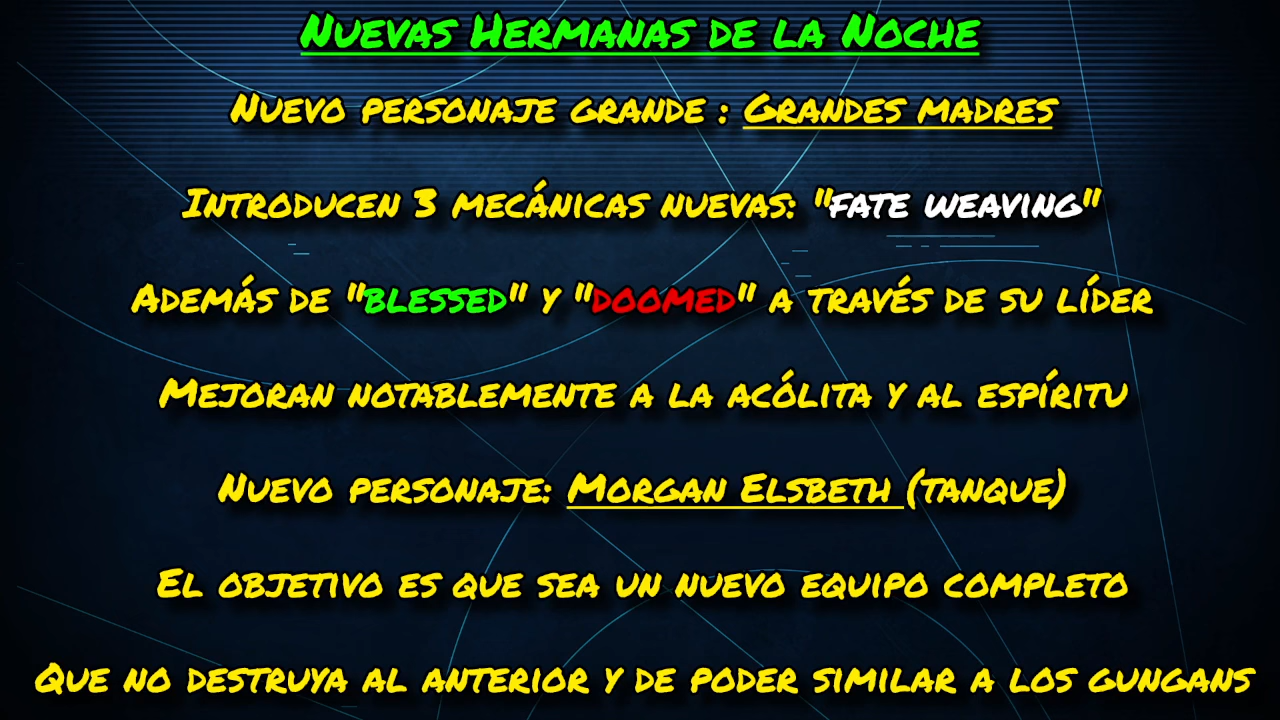 Nuevas Hermanas de la Noche
Nuevo personaje grande : Grandes madres
Introducen 3 mecánicas nuevas: "fate weaving"
Además de "blessed" y "doomed" a través de su líder
Mejoran notablemente a la acólita y al espíritu
Nuevo personaje: Morgan Elsbeth (tanque)
El objetivo es que sea un nuevo equipo completo
Que no destruya al anterior y de poder similar a los gungans